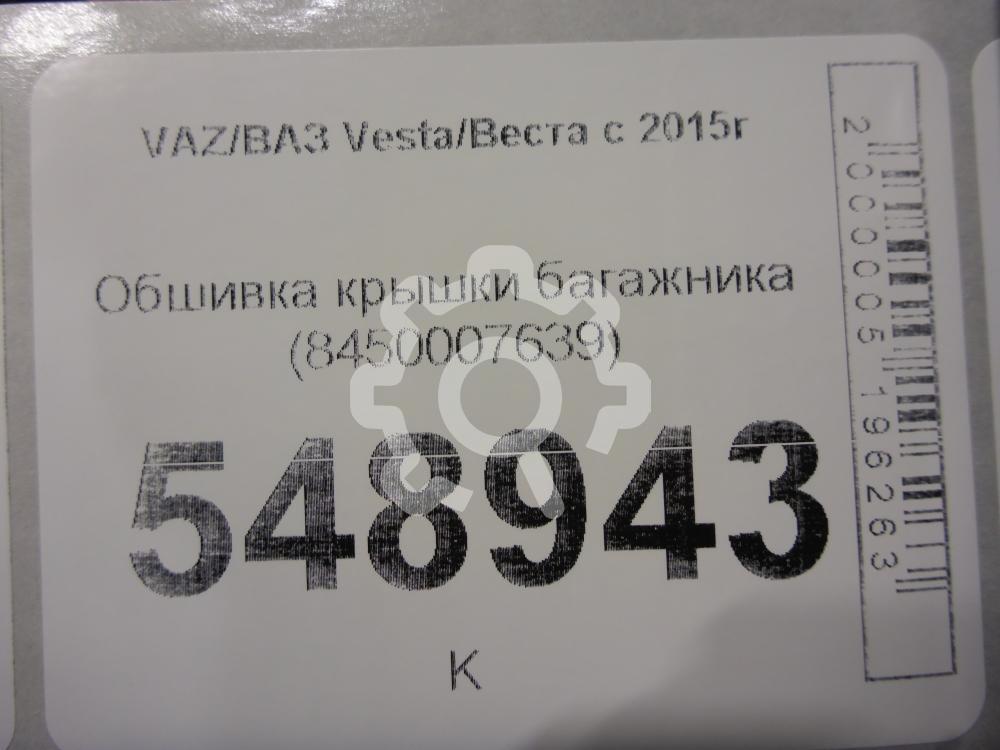 VAZ/ВАЗ Vesta/Веста с 2015г
Обшивка крышки багажника
(8450007639)
548943
К
2000005196263